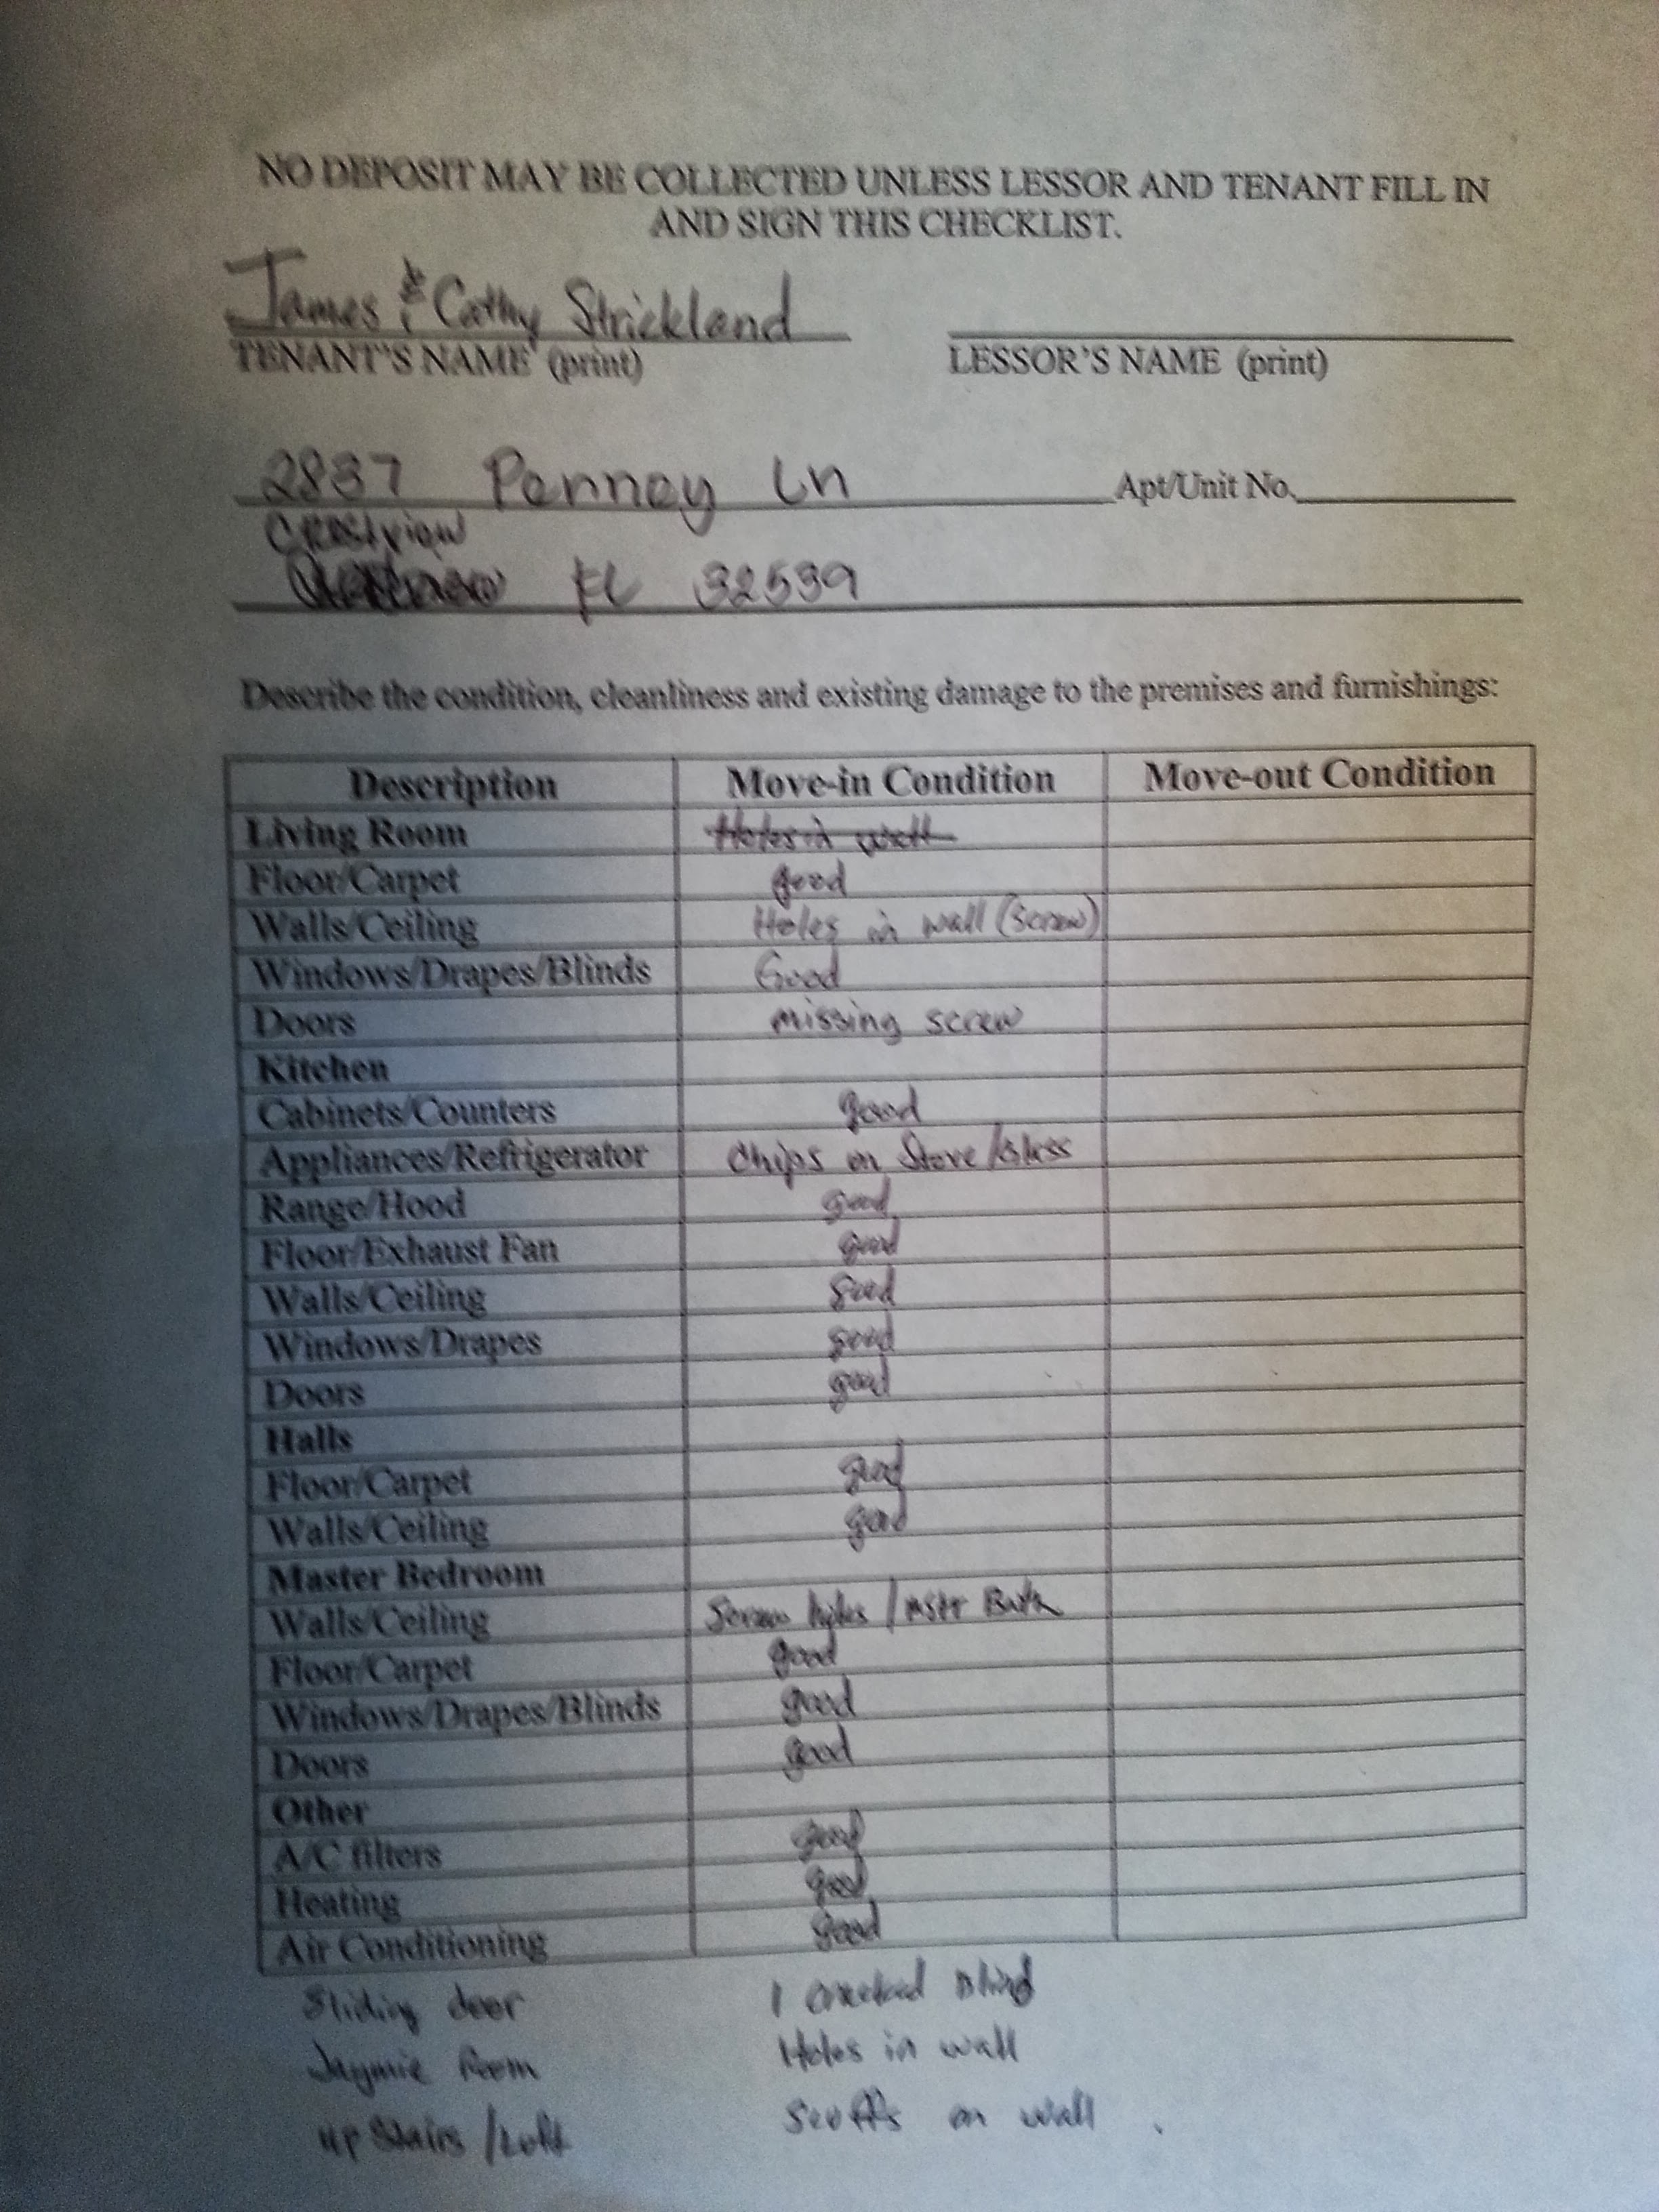 NO DEPOSIT MAY BE COLLECTED UNLESS LESSOR AND TENANT FILL IN
AND SIGN THIS CHECKLIST.
James & Cathy Strickland
TENANT'S NAME (print) LESSOR'S NAME (print)
2837 Penney Ln Apt/Unit No.
Crestview
FL 32539
Describe the condition, cleanliness and existing damage to the premises and furnishings:
Description Move-in Condition Move-out Condition
Living Room Holes in wall
Floor/Carpet good
Walls/Ceiling Holes in wall (screw)
Windows/Drapes/Blinds Good
Doors missing screw
Kitchen
Cabinets/Counters good
Appliances/Refrigerator Chips on Stove/Glass
Range/Hood good
Floor/Exhaust Fan good
Walls/Ceiling good
Windows/Drapes good
Doors good
Halls
Floor/Carpet good
Walls/Ceiling good
Master Bedroom
Walls/Ceiling Screw holes / Mstr Bath
Floor/Carpet good
Windows/Drapes/Blinds good
Doors good
Other
A/C filters good
Heating good
Air Conditioning good
Sliding door 1 cracked Blind
Jaymie Room Holes in wall
up Stairs/Loft Scuffs on wall